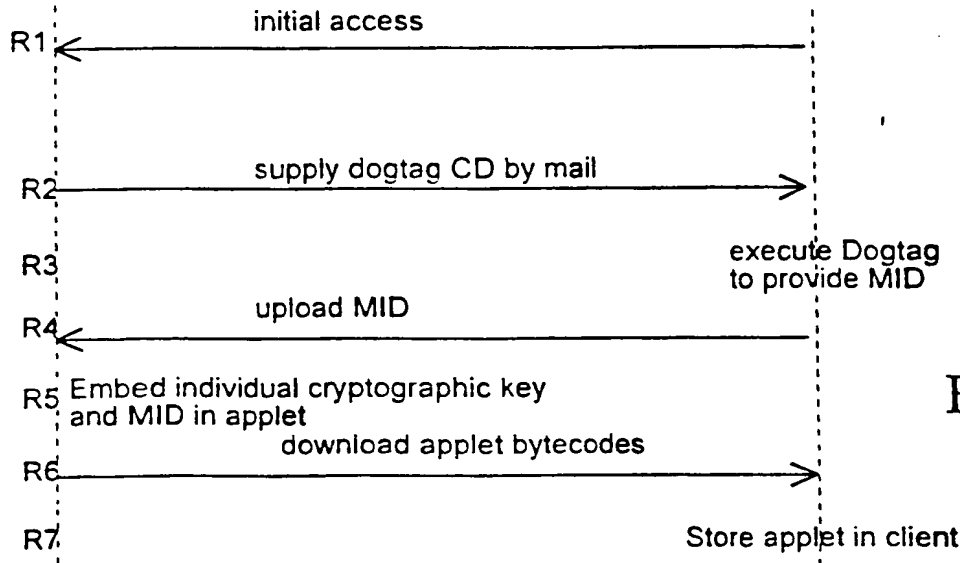 initial access
R1
supply dogtag CD by mail
R2
R3
execute Dogtag
to provide MID
upload MID
R4
R5 Embed individual cryptographic key
and MID in applet
download applet bytecodes
R6
R7
Store applet in client